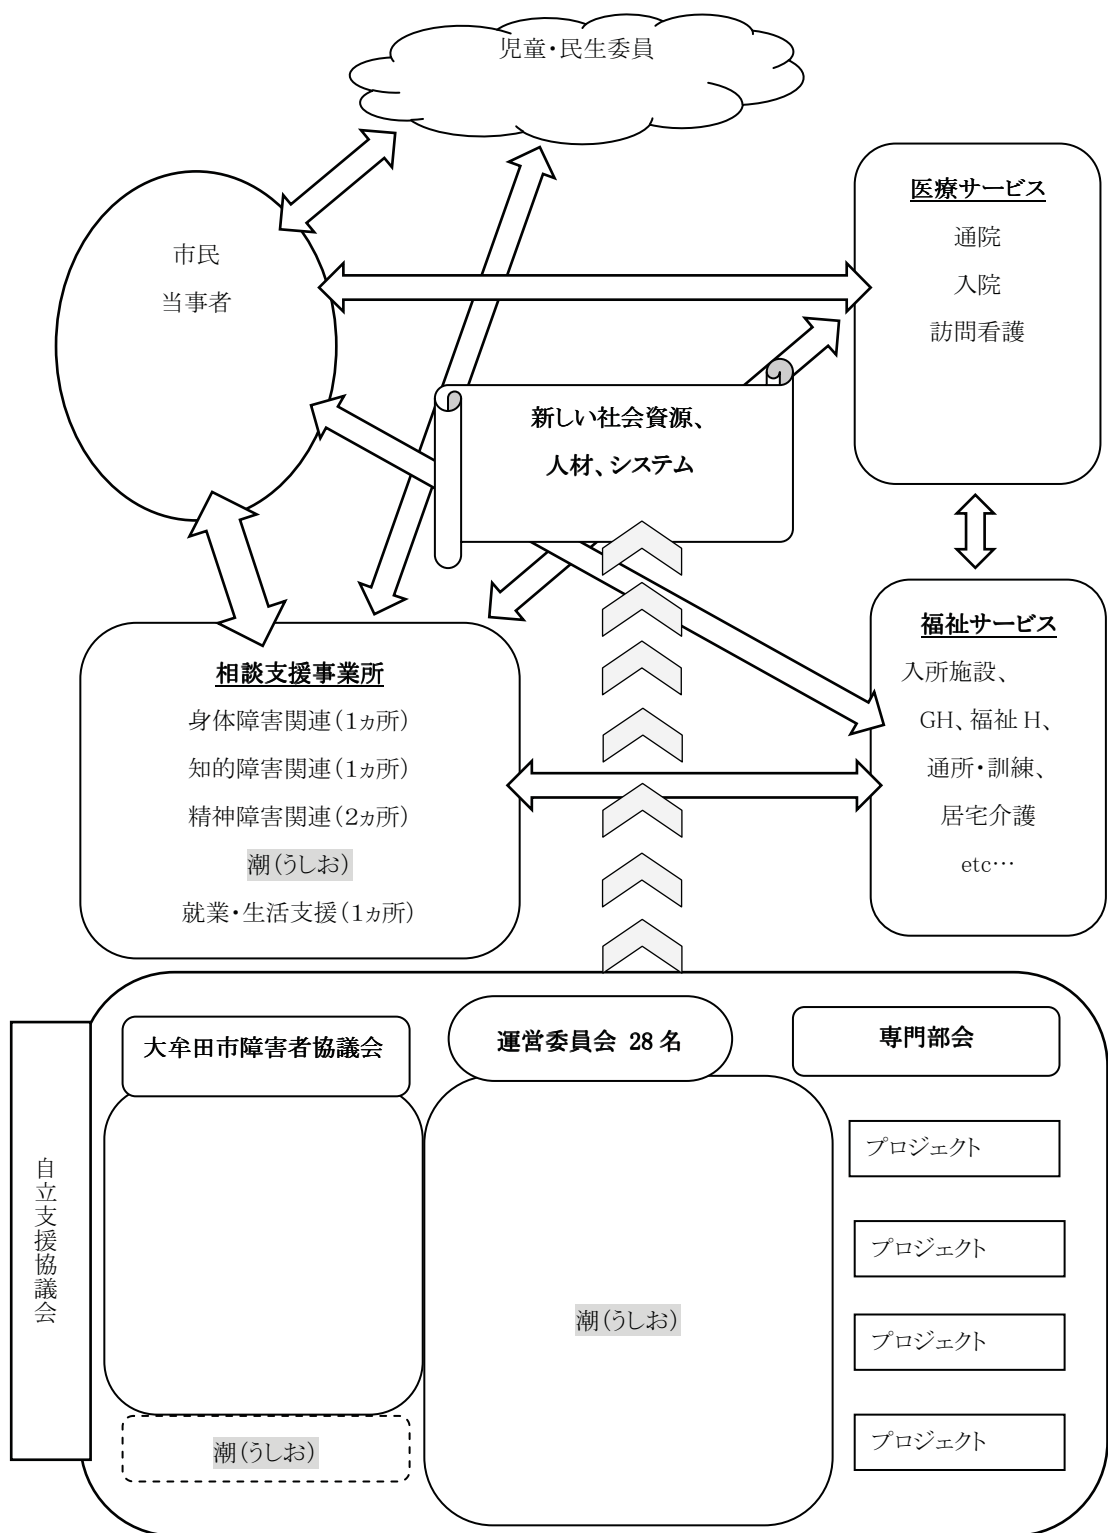 児童・民生委員
市民
当事者
医療サービス
通院
入院
訪問看護
新しい社会資源、
人材、システム
相談支援事業所
身体障害関連(1ヵ所)
知的障害関連(1ヵ所)
精神障害関連(2ヵ所)
潮(うしお)
就業・生活支援(1ヵ所)
福祉サービス
入所施設、
GH、福祉H、
通所・訓練、
居宅介護
etc…
自立支援協議会
大牟田市障害者協議会
潮(うしお)
運営委員会 28名
潮(うしお)
専門部会
プロジェクト
プロジェクト
プロジェクト
プロジェクト